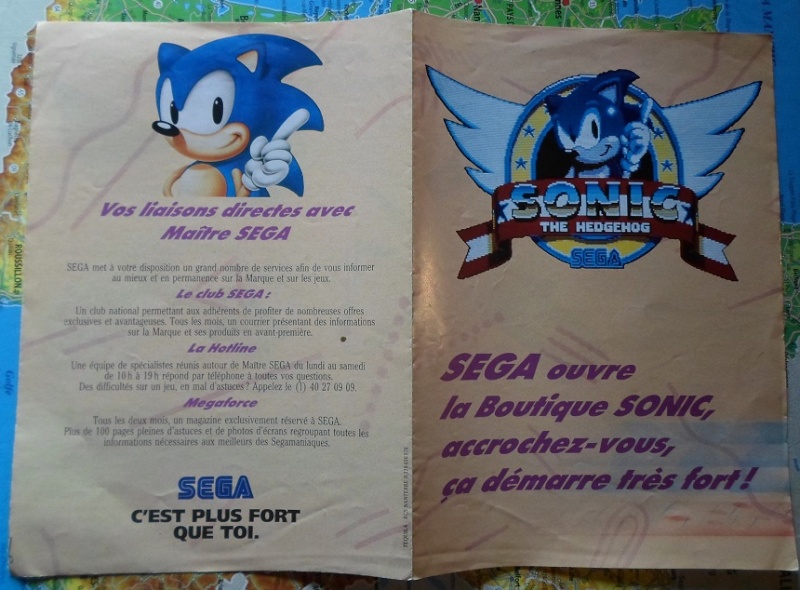 Vos liaisons directes avec
Maître SEGA
SEGA met à votre disposition un grand nombre de services afin de vous informer
au mieux et en permanence sur la Marque et sur les jeux.
Le club SEGA :
Un club national permettant aux adhérents de profiter de nombreuses offres
exclusives et avantageuses. Tous les mois, un courrier présentant des informations
sur la Marque et ses produits en avant-première.
La Hotline
Une équipe de spécialistes réunis autour de Maître SEGA du lundi au samedi
de 10 h à 19 h répond par téléphone à toutes vos questions.
Des difficultés sur un jeu, en mal d'astuces ? Appelez le (1) 40 27 09 09.
Megaforce
Tous les deux mois, un magazine exclusivement réservé à SEGA.
Plus de 100 pages pleines d'astuces et de photos d'écrans regroupant toutes les
informations nécessaires aux meilleurs des Segamaniaques.
SEGA
C'EST PLUS FORT
QUE TOI.
SONIC
THE HEDGEHOG
SEGA
SEGA ouvre
la Boutique SONIC,
accrochez-vous,
ça démarre très fort !
ROUSSILLON
Golfe